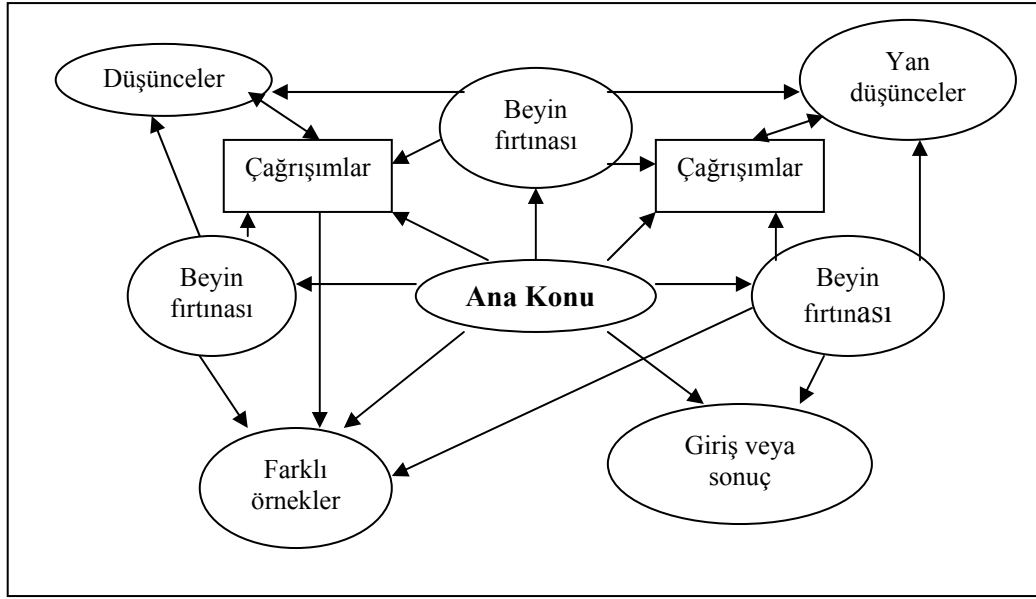 Düşünceler
Beyin
fırtınası
Yan
düşünceler
Çağrışımlar
Çağrışımlar
Beyin
fırtınası
Ana Konu
Beyin
fırtınası
Farklı
örnekler
Giriş veya
sonuç